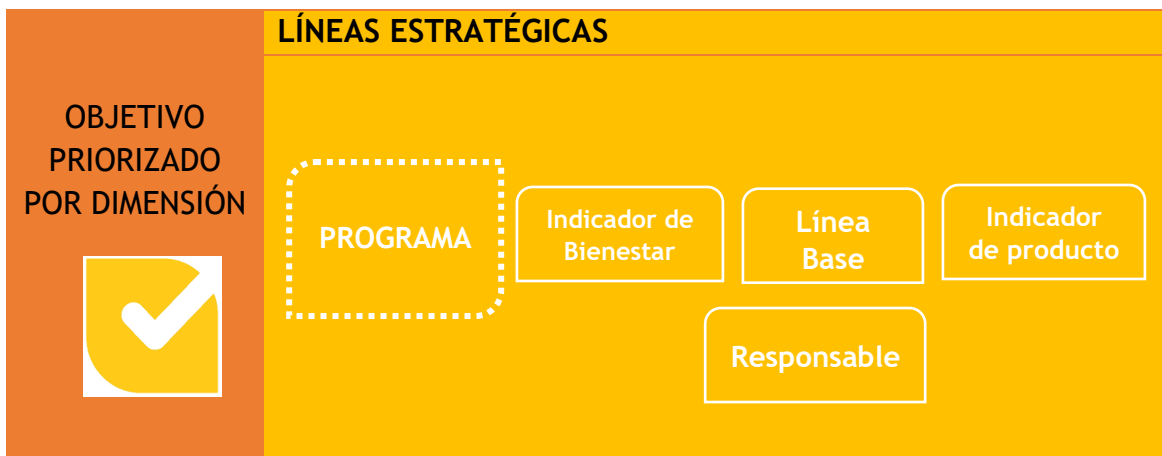 LÍNEAS ESTRATÉGICAS
OBJETIVO
PRIORIZADO
POR DIMENSIÓN
PROGRAMA
Indicador de
Bienestar
Línea
Base
Indicador
de producto
Responsable